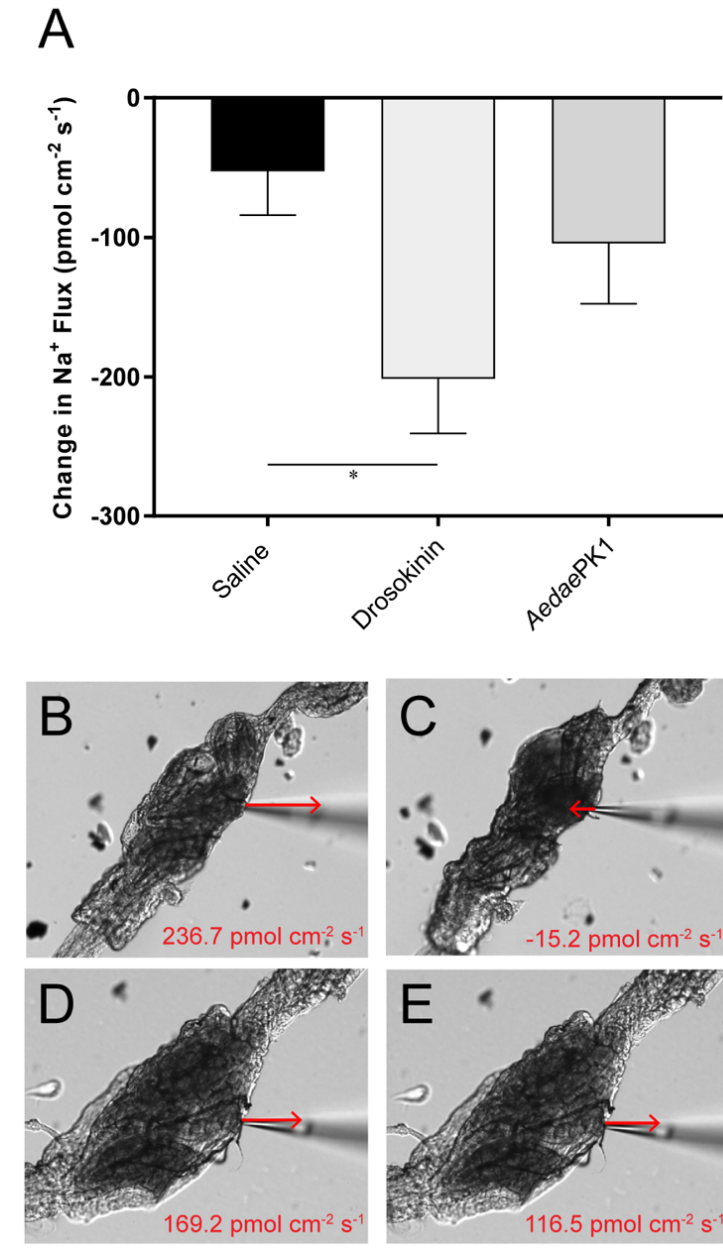 A
Change in Na⁺ Flux (pmol cm⁻² s⁻¹)
0
-100
-200
-300
*
Saline
Drosokinin
AedaePK1
B
236.7 pmol cm⁻² s⁻¹
C
-15.2 pmol cm⁻² s⁻¹
D
169.2 pmol cm⁻² s⁻¹
E
116.5 pmol cm⁻² s⁻¹